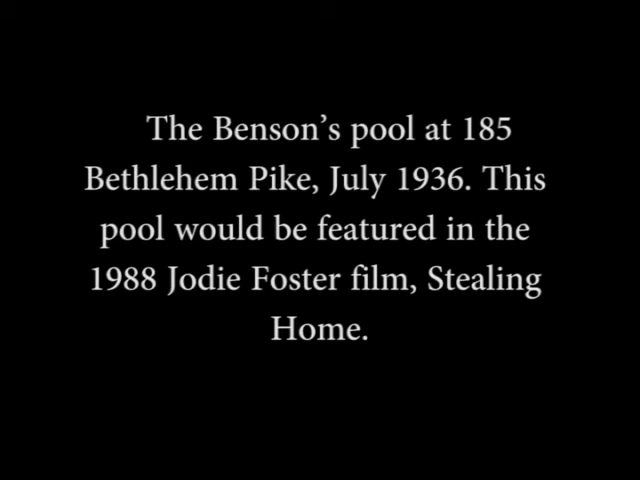 The Benson’s pool at 185
Bethlehem Pike, July 1936. This
pool would be featured in the
1988 Jodie Foster film, Stealing
Home.